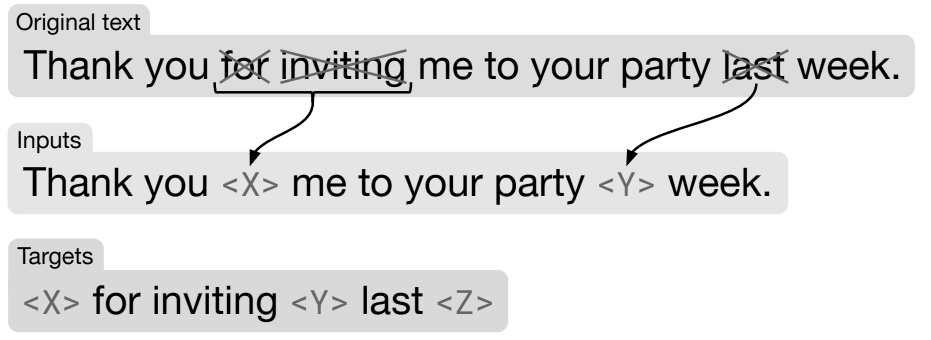 Original text
Thank you for inviting me to your party last week.
Inputs
Thank you <X> me to your party <Y> week.
Targets
<X> for inviting <Y> last <Z>